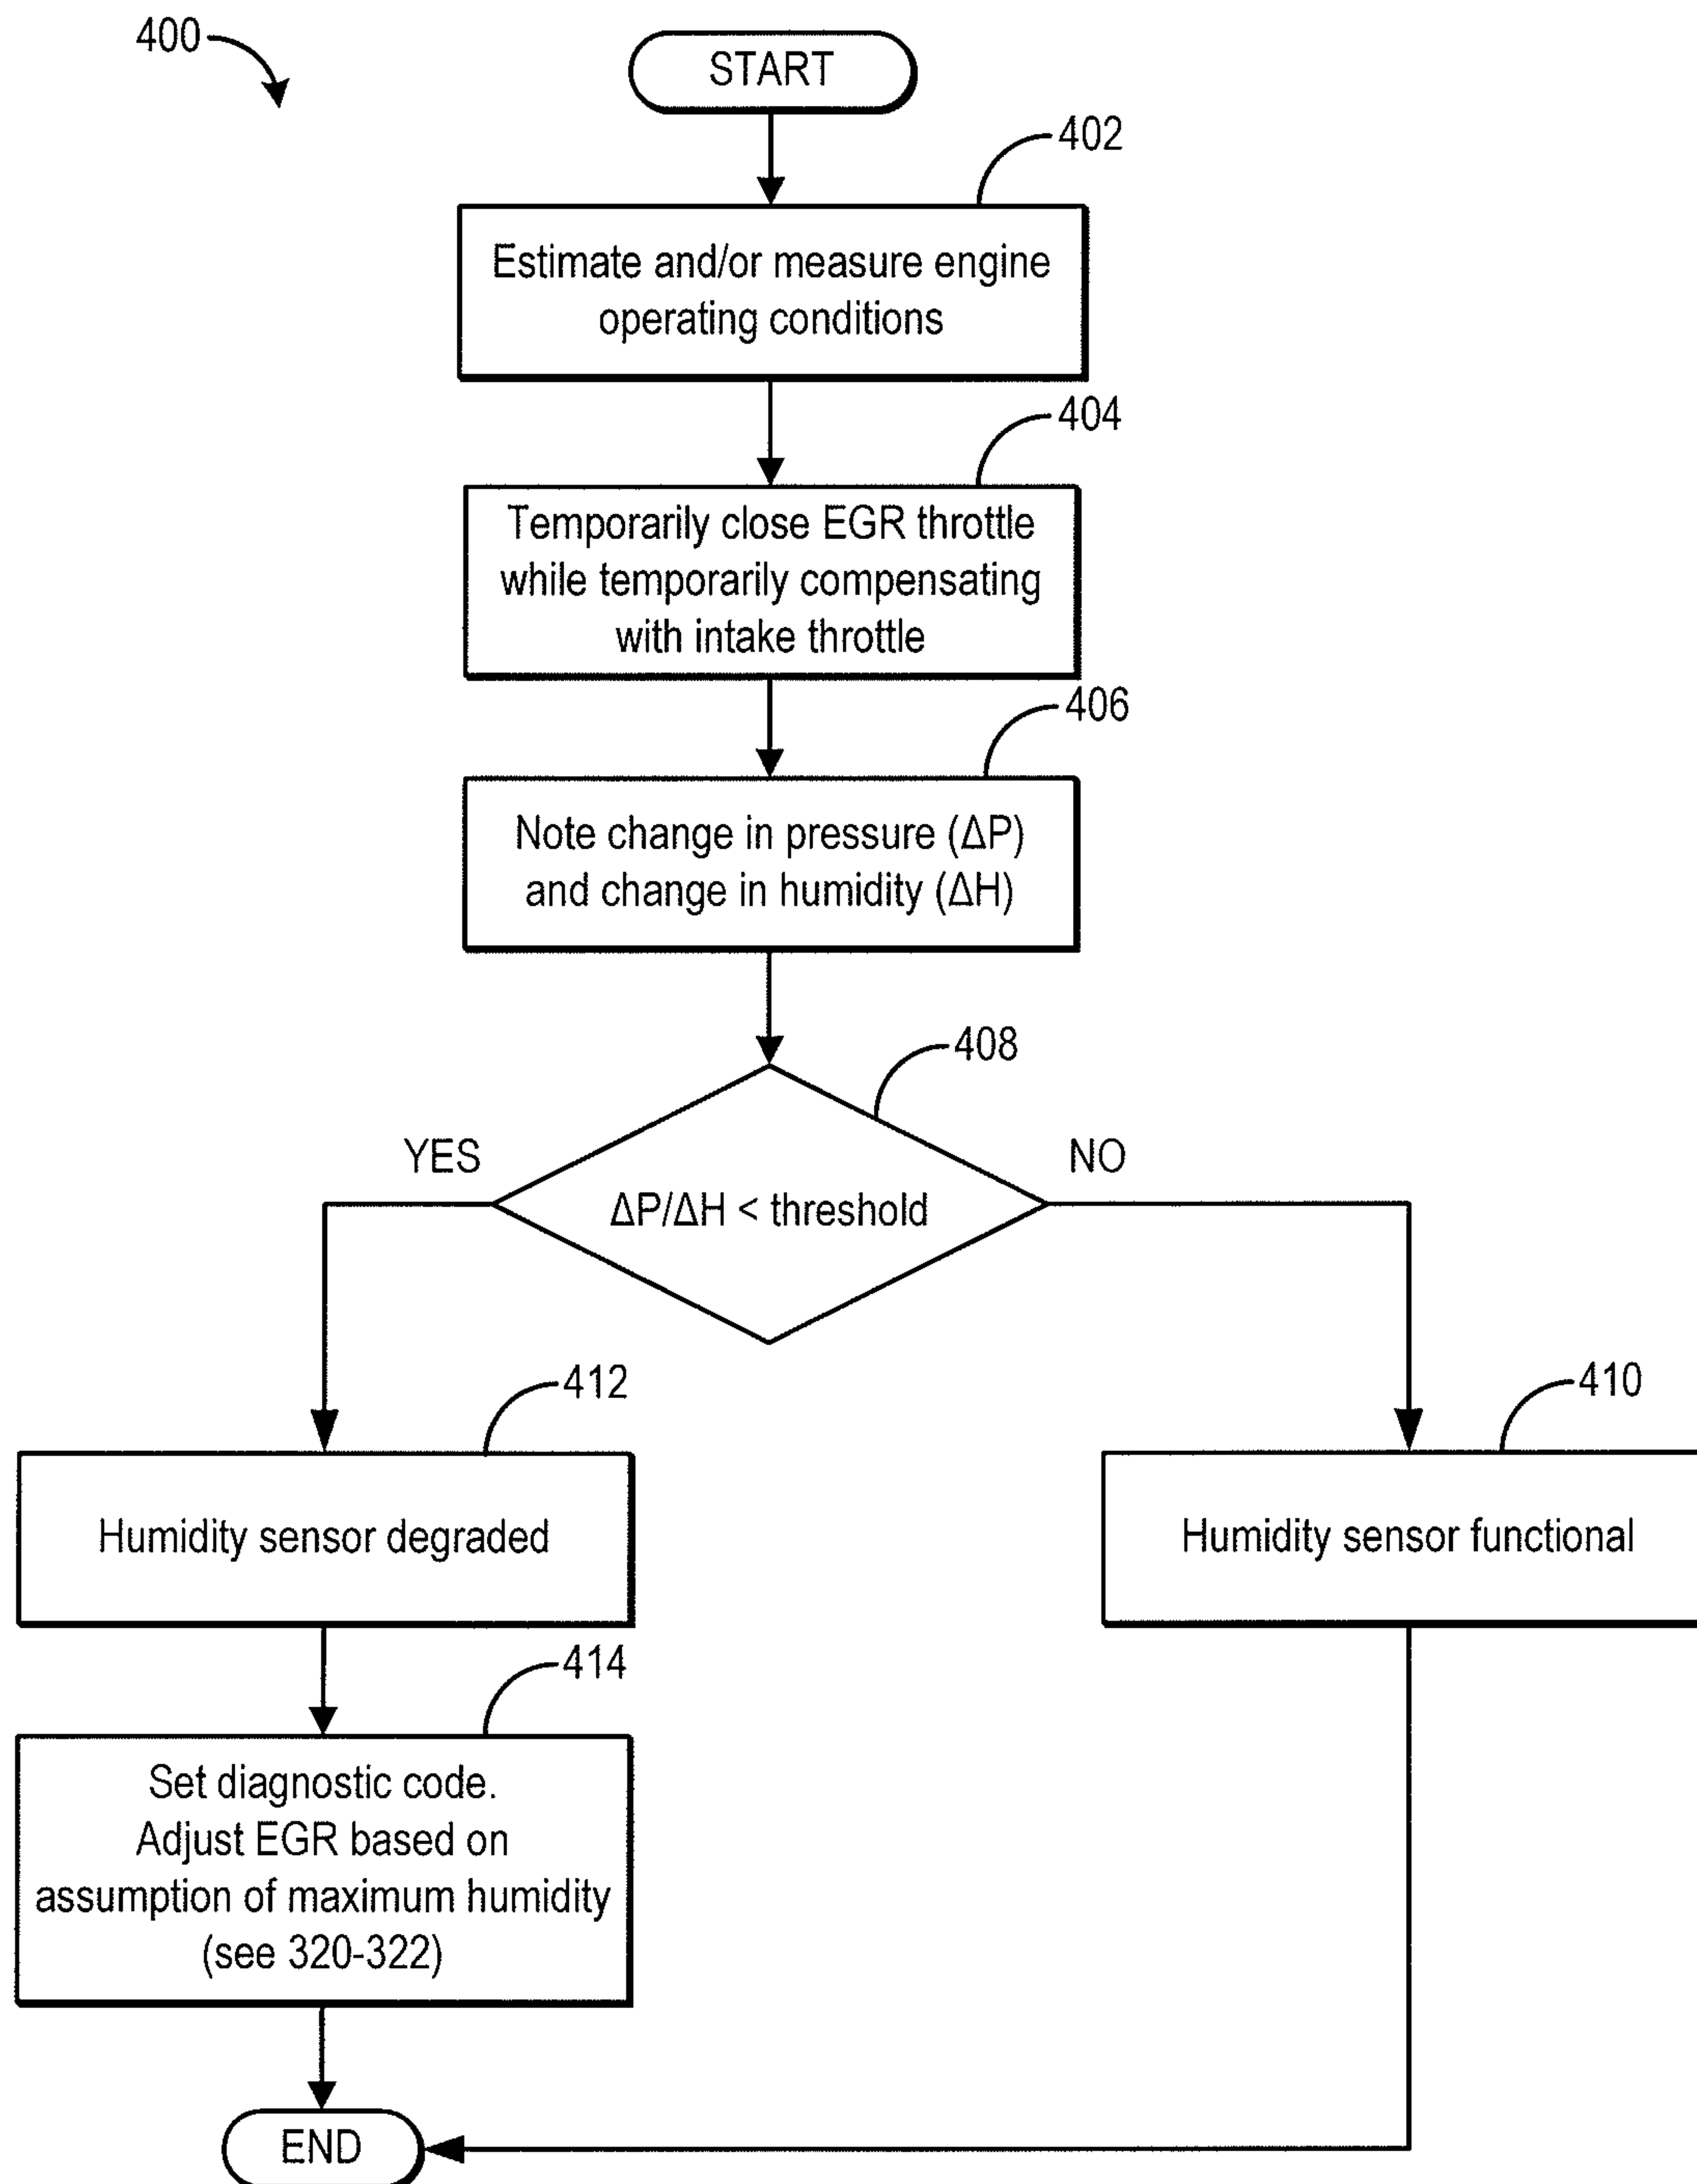 400
START
402
Estimate and/or measure engine
operating conditions
404
Temporarily close EGR throttle
while temporarily compensating
with intake throttle
406
Note change in pressure (ΔP)
and change in humidity (ΔH)
408
YES
NO
ΔP/ΔH < threshold
412
410
Humidity sensor degraded
Humidity sensor functional
414
Set diagnostic code.
Adjust EGR based on
assumption of maximum humidity
(see 320-322)
END